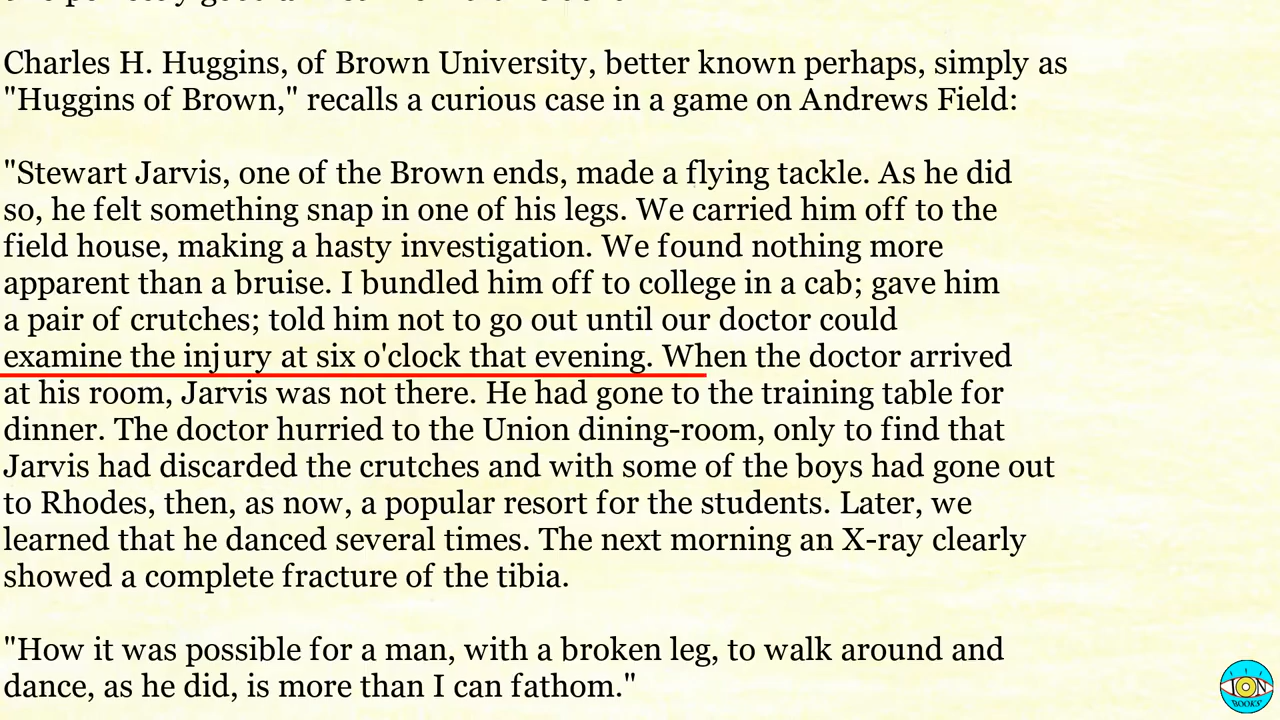 Charles H. Huggins, of Brown University, better known perhaps, simply as
"Huggins of Brown," recalls a curious case in a game on Andrews Field:
"Stewart Jarvis, one of the Brown ends, made a flying tackle. As he did
so, he felt something snap in one of his legs. We carried him off to the
field house, making a hasty investigation. We found nothing more
apparent than a bruise. I bundled him off to college in a cab; gave him
a pair of crutches; told him not to go out until our doctor could
examine the injury at six o'clock that evening. When the doctor arrived
at his room, Jarvis was not there. He had gone to the training table for
dinner. The doctor hurried to the Union dining-room, only to find that
Jarvis had discarded the crutches and with some of the boys had gone out
to Rhodes, then, as now, a popular resort for the students. Later, we
learned that he danced several times. The next morning an X-ray clearly
showed a complete fracture of the tibia.
"How it was possible for a man, with a broken leg, to walk around and
dance, as he did, is more than I can fathom."
ION
BOOKS